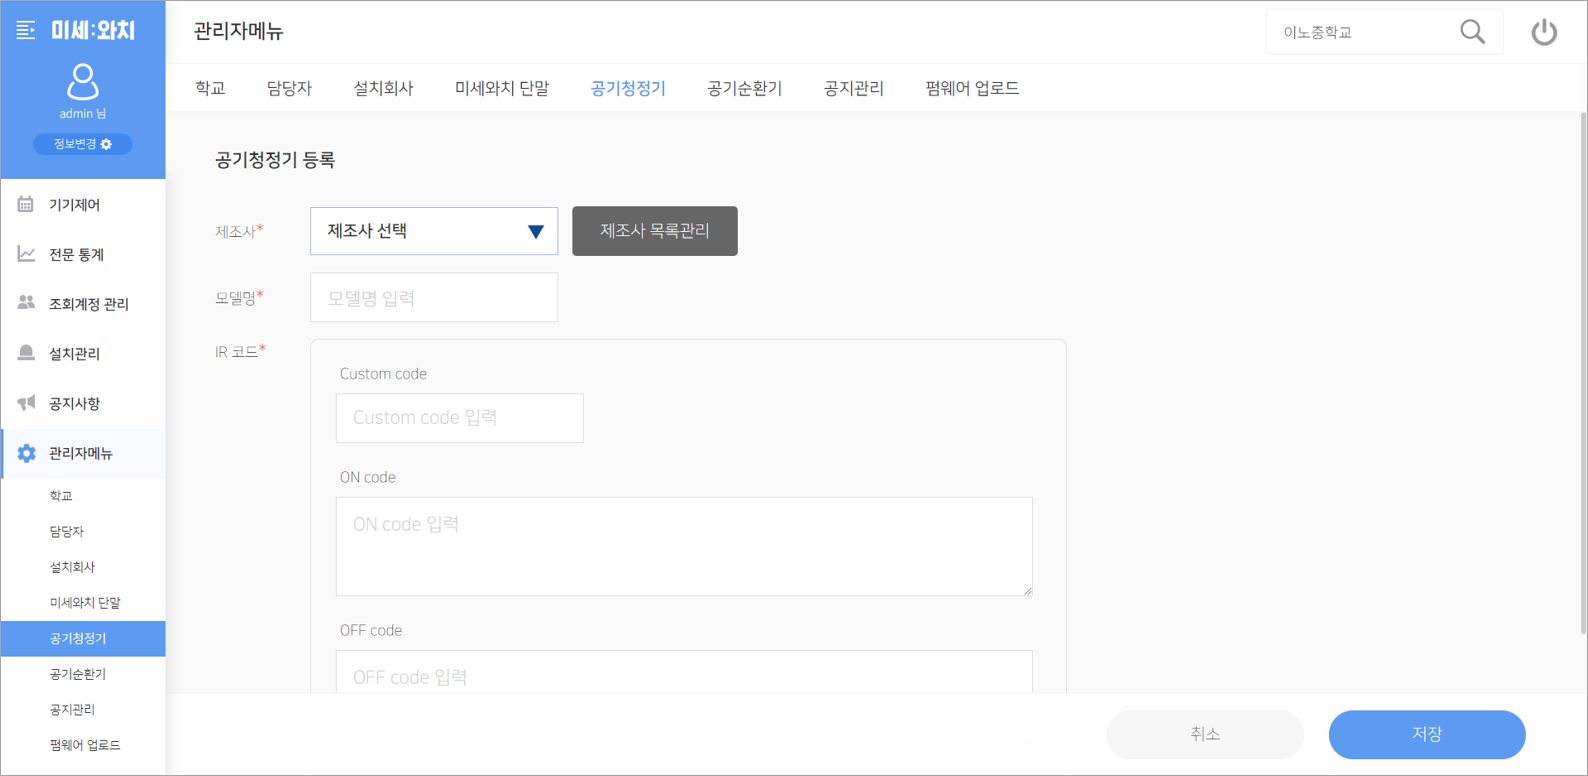 미세:와치
admin 님
정보변경
기기제어
전문 통계
조회계정 관리
설치관리
공지사항
관리자메뉴
학교
담당자
설치회사
미세와치 단말
공기청정기
공기순환기
공지관리
펌웨어 업로드
관리자메뉴
이노중학교
학교 담당자 설치회사 미세와치 단말 공기청정기 공기순환기 공지관리 펌웨어 업로드
공기청정기 등록
제조사* 제조사 선택 제조사 목록관리
모델명* 모델명 입력
IR 코드*
Custom code
Custom code 입력
ON code
ON code 입력
OFF code
OFF code 입력
취소 저장